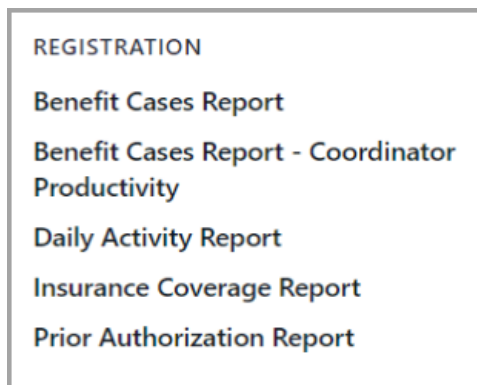 REGISTRATION
Benefit Cases Report
Benefit Cases Report - Coordinator
Productivity
Daily Activity Report
Insurance Coverage Report
Prior Authorization Report